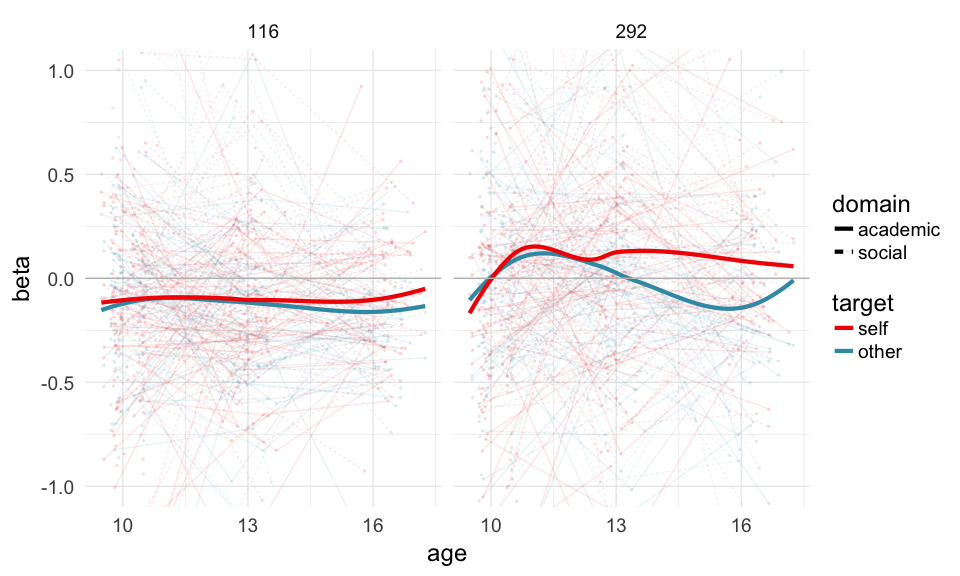 116
292
1.0
0.5
0.0
-0.5
-1.0
beta
10
13
16
10
13
16
age
domain
academic
social
target
self
other